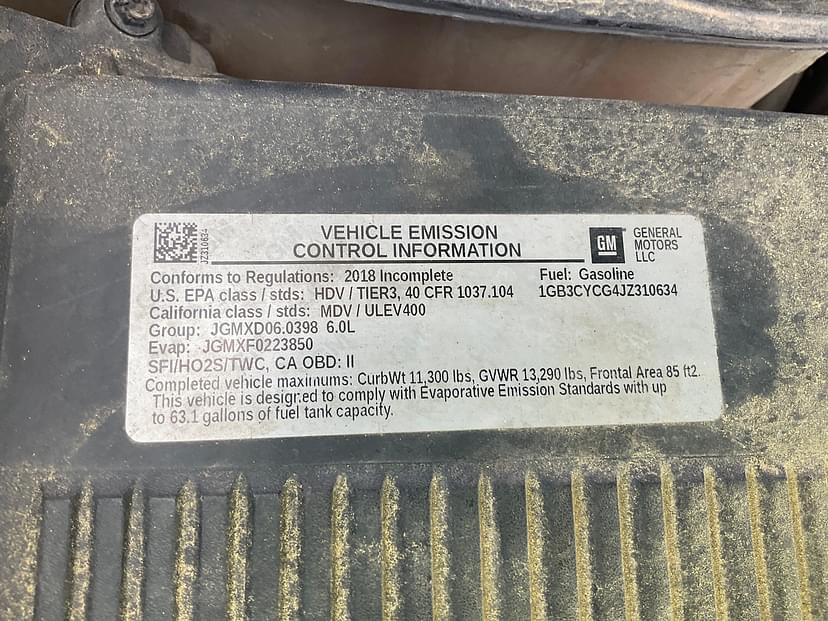 VEHICLE EMISSION
CONTROL INFORMATION
JZ310634
GM
GENERAL
MOTORS
LLC
Conforms to Regulations: 2018 Incomplete Fuel: Gasoline
U.S. EPA class / stds: HDV / TIER3, 40 CFR 1037.104 1GB3CYCG4JZ310634
California class / stds: MDV / ULEV400
Group: JGMXD06.0398 6.0L
Evap: JGMXF0223850
SFI/HO2S/TWC, CA OBD: II
Completed vehicle maximums: CurbWt 11,300 lbs, GVWR 13,290 lbs, Frontal Area 85 ft2.
This vehicle is designed to comply with Evaporative Emission Standards with up
to 63.1 gallons of fuel tank capacity.